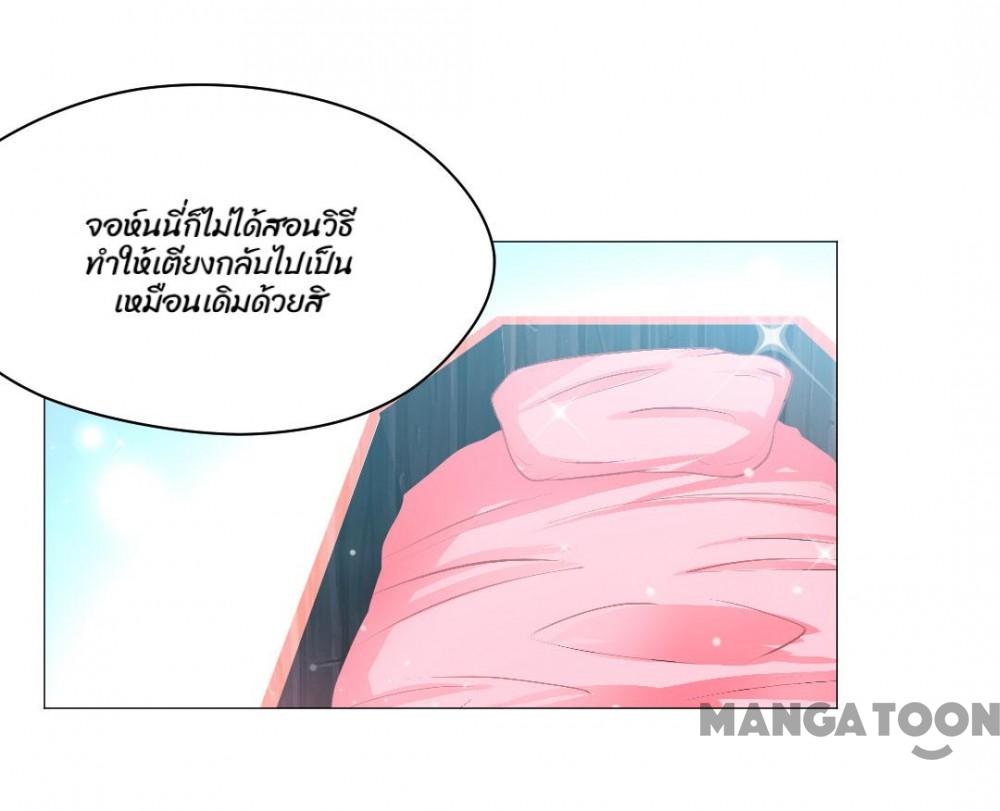 จอห์นนี่ก็ไม่ได้สอนวิธี
ทำให้เตียงกลับไปเป็น
เหมือนเดิมด้วยสิ
MANGATOON